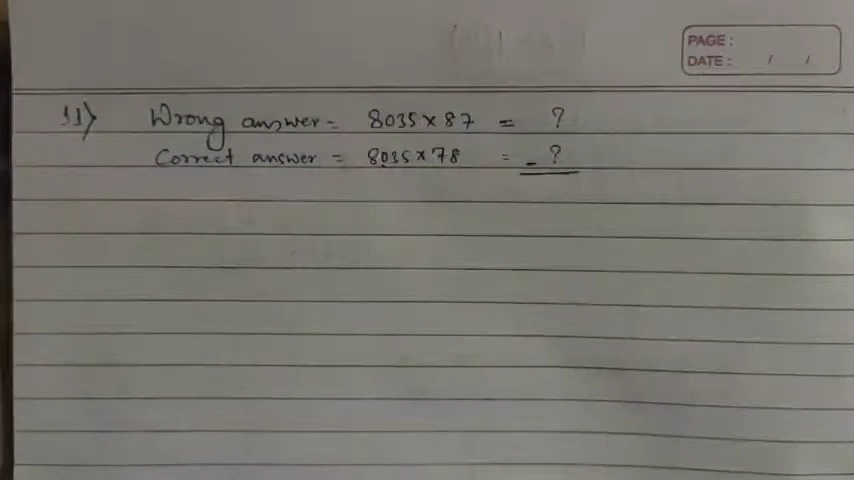 PAGE :
DATE : / /
11) Wrong answer = 8035 x 87 = ?
Correct answer = 8035 x 78 = - ?